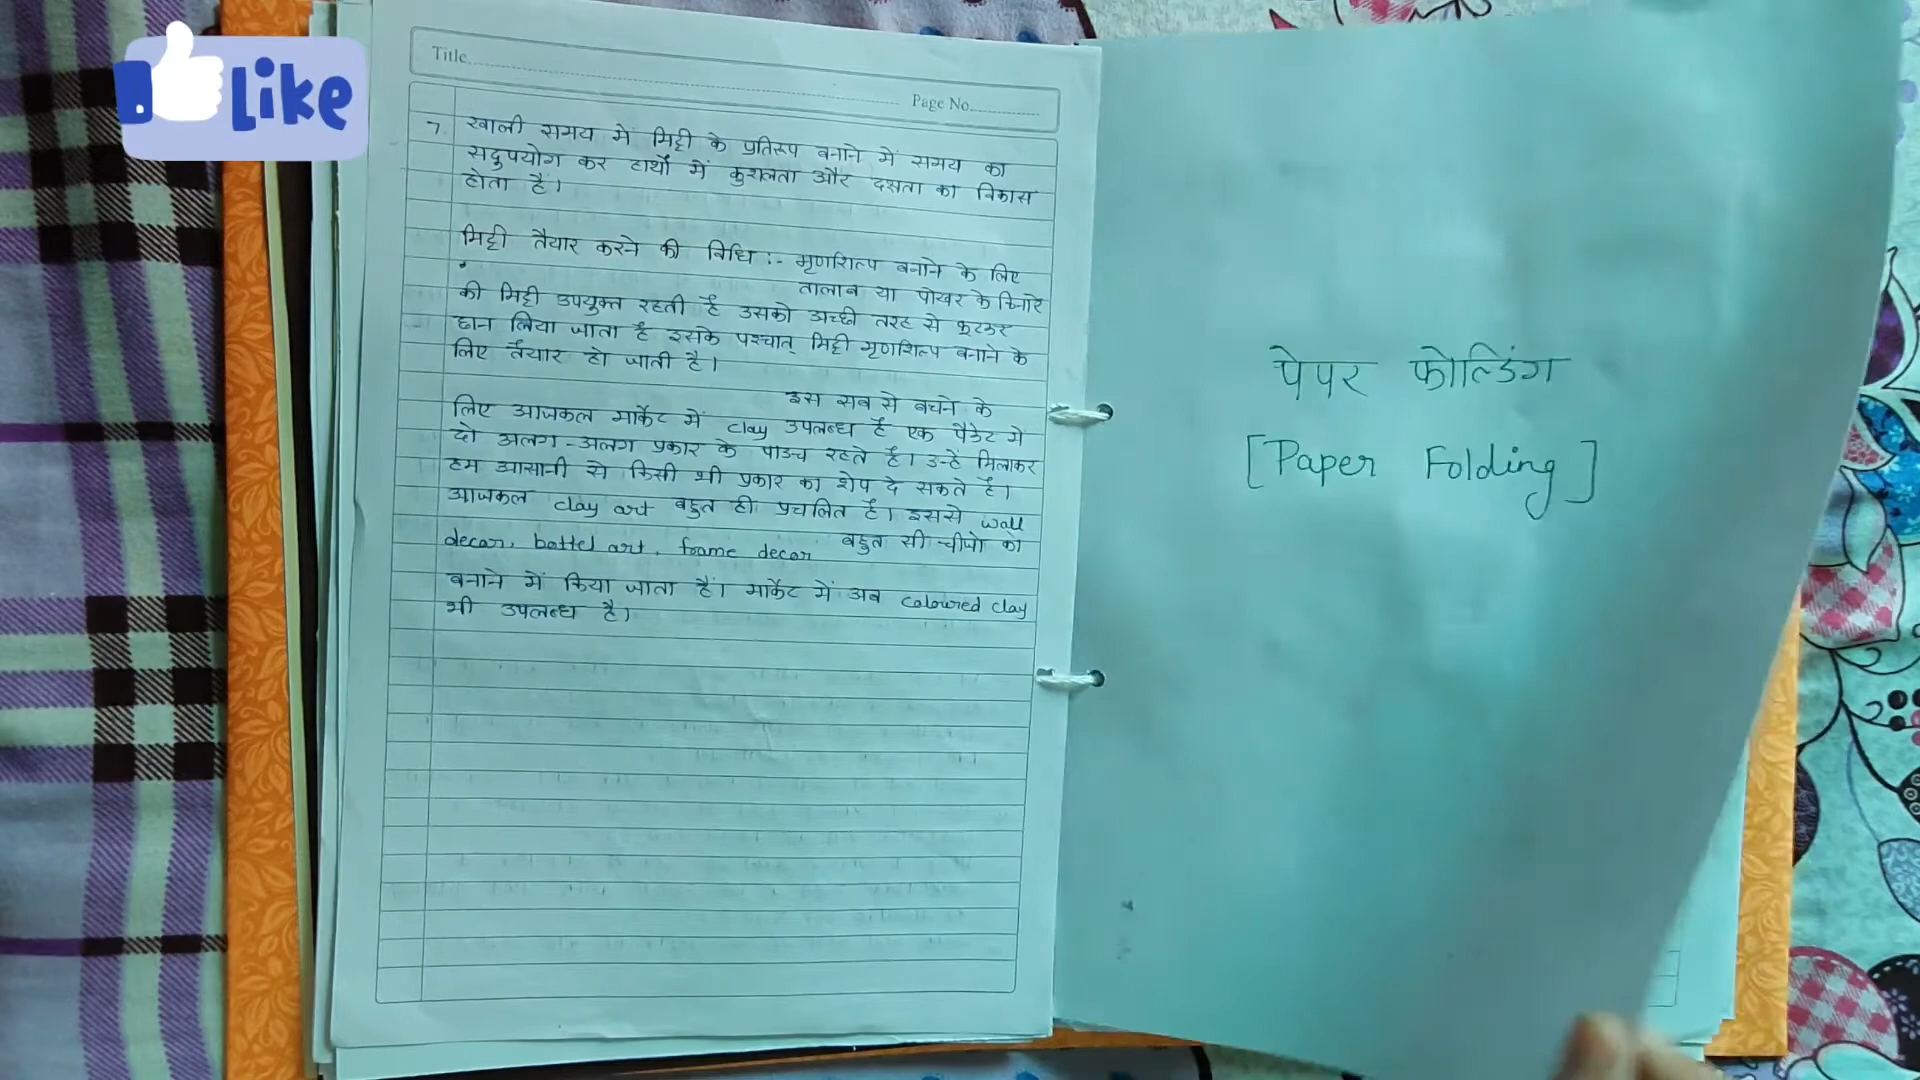 Like
Title
Page No.
7. खाली समय में मिट्टी के प्रतिरूप बनाने में समय का
सदुपयोग कर हाथों में कुशलता और दक्षता का विकास
होता है।
मिट्टी तैयार करने की विधि :- मृणशिल्प बनाने के लिए
तालाब या पोखर के किनारे
की मिट्टी उपयुक्त रहती है उसको अच्छी तरह से कूटकर
छान लिया जाता है इसके पश्चात् मिट्टी मृणशिल्प बनाने के
लिए तैयार हो जाती है।
इस सब से बचने के
लिए आजकल मार्केट में clay उपलब्ध है एक पैकेट में
दो अलग-अलग प्रकार के पाउच रहते है। उन्हें मिलाकर
हम आसानी से किसी भी प्रकार का शेप दे सकते है।
आजकल clay art बहुत ही प्रचलित है। इससे wall
decor, bottel art, frame decor बहुत सी चीजो को
बनाने में किया जाता है। मार्केट में अब coloured clay
भी उपलब्ध है।
पेपर फोल्डिंग
[Paper Folding]